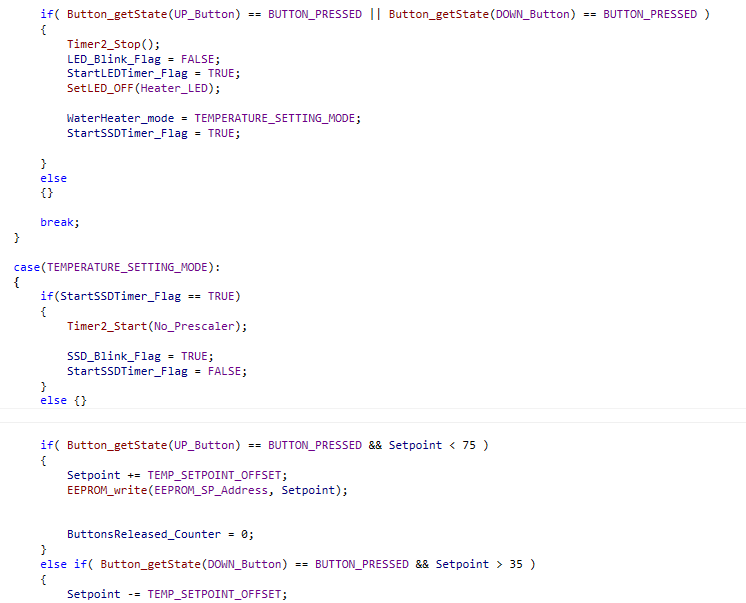 if( Button_getState(UP_Button) == BUTTON_PRESSED || Button_getState(DOWN_Button) == BUTTON_PRESSED )
{
Timer2_Stop();
LED_Blink_Flag = FALSE;
StartLEDTimer_Flag = TRUE;
SetLED_OFF(Heater_LED);
WaterHeater_mode = TEMPERATURE_SETTING_MODE;
StartSSDTimer_Flag = TRUE;
}
else
{}
break;
}
case(TEMPERATURE_SETTING_MODE):
{
if(StartSSDTimer_Flag == TRUE)
{
Timer2_Start(No_Prescaler);
SSD_Blink_Flag = TRUE;
StartSSDTimer_Flag = FALSE;
}
else {}
if( Button_getState(UP_Button) == BUTTON_PRESSED && Setpoint < 75 )
{
Setpoint += TEMP_SETPOINT_OFFSET;
EEPROM_write(EEPROM_SP_Address, Setpoint);
ButtonsReleased_Counter = 0;
}
else if( Button_getState(DOWN_Button) == BUTTON_PRESSED && Setpoint > 35 )
{
Setpoint -= TEMP_SETPOINT_OFFSET;